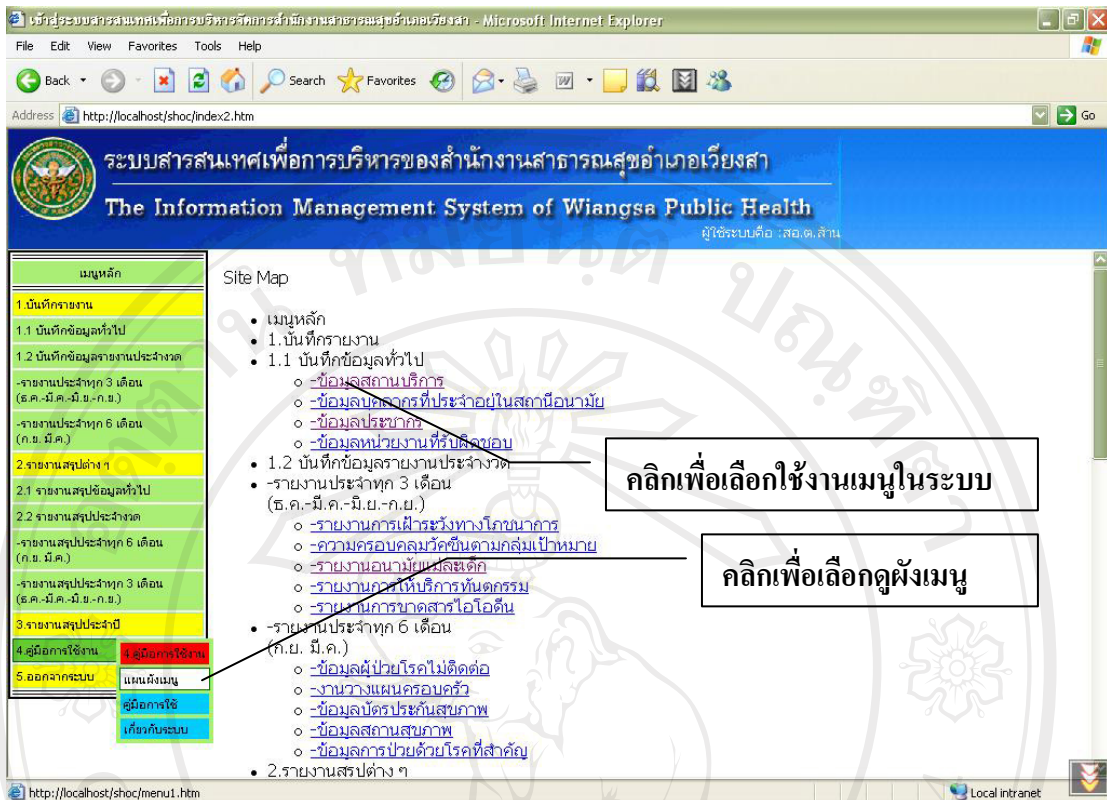 เข้าสู่ระบบสารสนเทศเพื่อการบริหารจัดการสำนักงานสาธารณสุขอำเภอเวียงสา - Microsoft Internet Explorer
File Edit View Favorites Tools Help
Back Search Favorites
Address http://localhost/shoc/index2.htm Go
ระบบสารสนเทศเพื่อการบริหารของสำนักงานสาธารณสุขอำเภอเวียงสา
The Information Management System of Wiangsa Public Health
ผู้ใช้ระบบคือ :สอ.ต.ส้าน
เมนูหลัก
1.บันทึกรายงาน
1.1 บันทึกข้อมูลทั่วไป
1.2 บันทึกข้อมูลรายงานประจำงวด
-รายงานประจำทุก 3 เดือน
(ธ.ค.-มี.ค.-มิ.ย.-ก.ย.)
-รายงานประจำทุก 6 เดือน
(ก.ย. มี.ค.)
2.รายงานสรุปต่าง ๆ
2.1 รายงานสรุปข้อมูลทั่วไป
2.2 รายงานสรุปประจำงวด
-รายงานสรุปประจำทุก 6 เดือน
(ก.ย. มี.ค.)
-รายงานสรุปประจำทุก 3 เดือน
(ธ.ค.-มี.ค.-มิ.ย.-ก.ย.)
3.รายงานสรุปประจำปี
4.คู่มือการใช้งาน
5.ออกจากระบบ
4.คู่มือการใช้งาน
แผนผังเมนู
คู่มือการใช้
เกี่ยวกับระบบ
Site Map
เมนูหลัก
1.บันทึกรายงาน
1.1 บันทึกข้อมูลทั่วไป
-ข้อมูลสถานบริการ
-ข้อมูลบุคลากรที่ประจำอยู่ในสถานีอนามัย
-ข้อมูลประชากร
-ข้อมูลหน่วยงานที่รับผิดชอบ
1.2 บันทึกข้อมูลรายงานประจำงวด
-รายงานประจำทุก 3 เดือน
(ธ.ค.-มี.ค.-มิ.ย.-ก.ย.)
-รายงานการเฝ้าระวังทางโภชนาการ
-ความครอบคลุมวัคซีนตามกลุ่มเป้าหมาย
-รายงานอนามัยแม่และเด็ก
-รายงานการให้บริการทันตกรรม
-รายงานการขาดสารไอโอดีน
-รายงานประจำทุก 6 เดือน
(ก.ย. มี.ค.)
-ข้อมูลผู้ป่วยโรคไม่ติดต่อ
-งานวางแผนครอบครัว
-ข้อมูลบัตรประกันสุขภาพ
-ข้อมูลสถานสุขภาพ
-ข้อมูลการป่วยด้วยโรคที่สำคัญ
2.รายงานสรุปต่าง ๆ
คลิกเพื่อเลือกใช้งานเมนูในระบบ
คลิกเพื่อเลือกดูผังเมนู
http://localhost/shoc/menu1.htm Local intranet